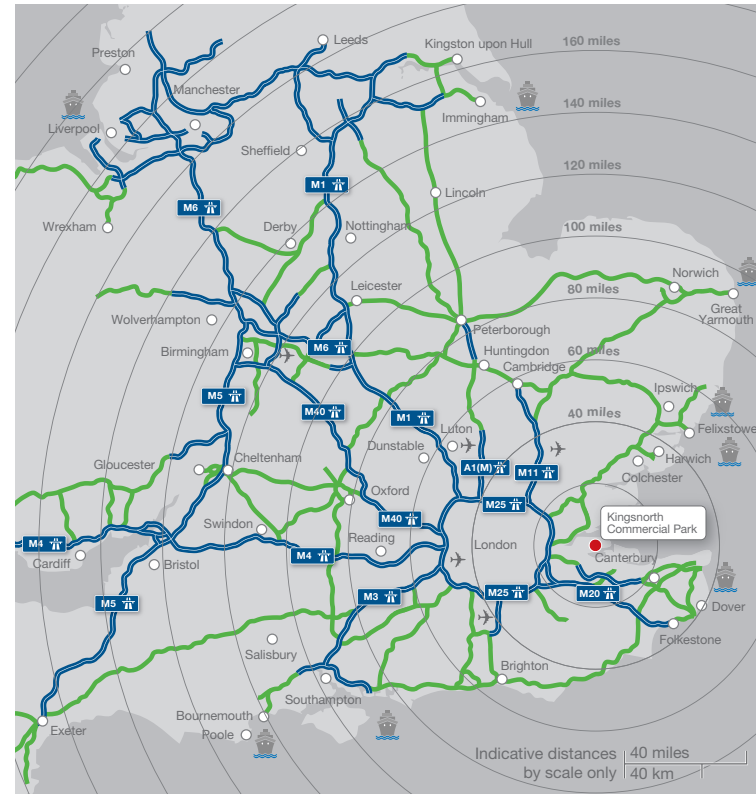 Leeds
160 miles
Kingston upon Hull
Preston
Manchester
140 miles
Immingham
Liverpool
Sheffield
120 miles
M1
Lincoln
M6
Wrexham
Derby
Nottingham
100 miles
Norwich
Leicester
80 miles
Great
Yarmouth
Wolverhampton
Peterborough
M6
Birmingham
Huntingdon
60 miles
Cambridge
Ipswich
M5
M40
M1
40 miles
Luton
Felixstowe
Dunstable
Harwich
Gloucester
Cheltenham
A1(M)
M11
Colchester
Oxford
M25
Kingsnorth
Commercial Park
M40
Swindon
Reading
London
M4
M4
Canterbury
Cardiff
Bristol
M5
M3
M25
M20
Dover
Folkestone
Salisbury
Brighton
Southampton
Bournemouth
Exeter
Poole
Indicative distances
by scale only
40 miles
40 km